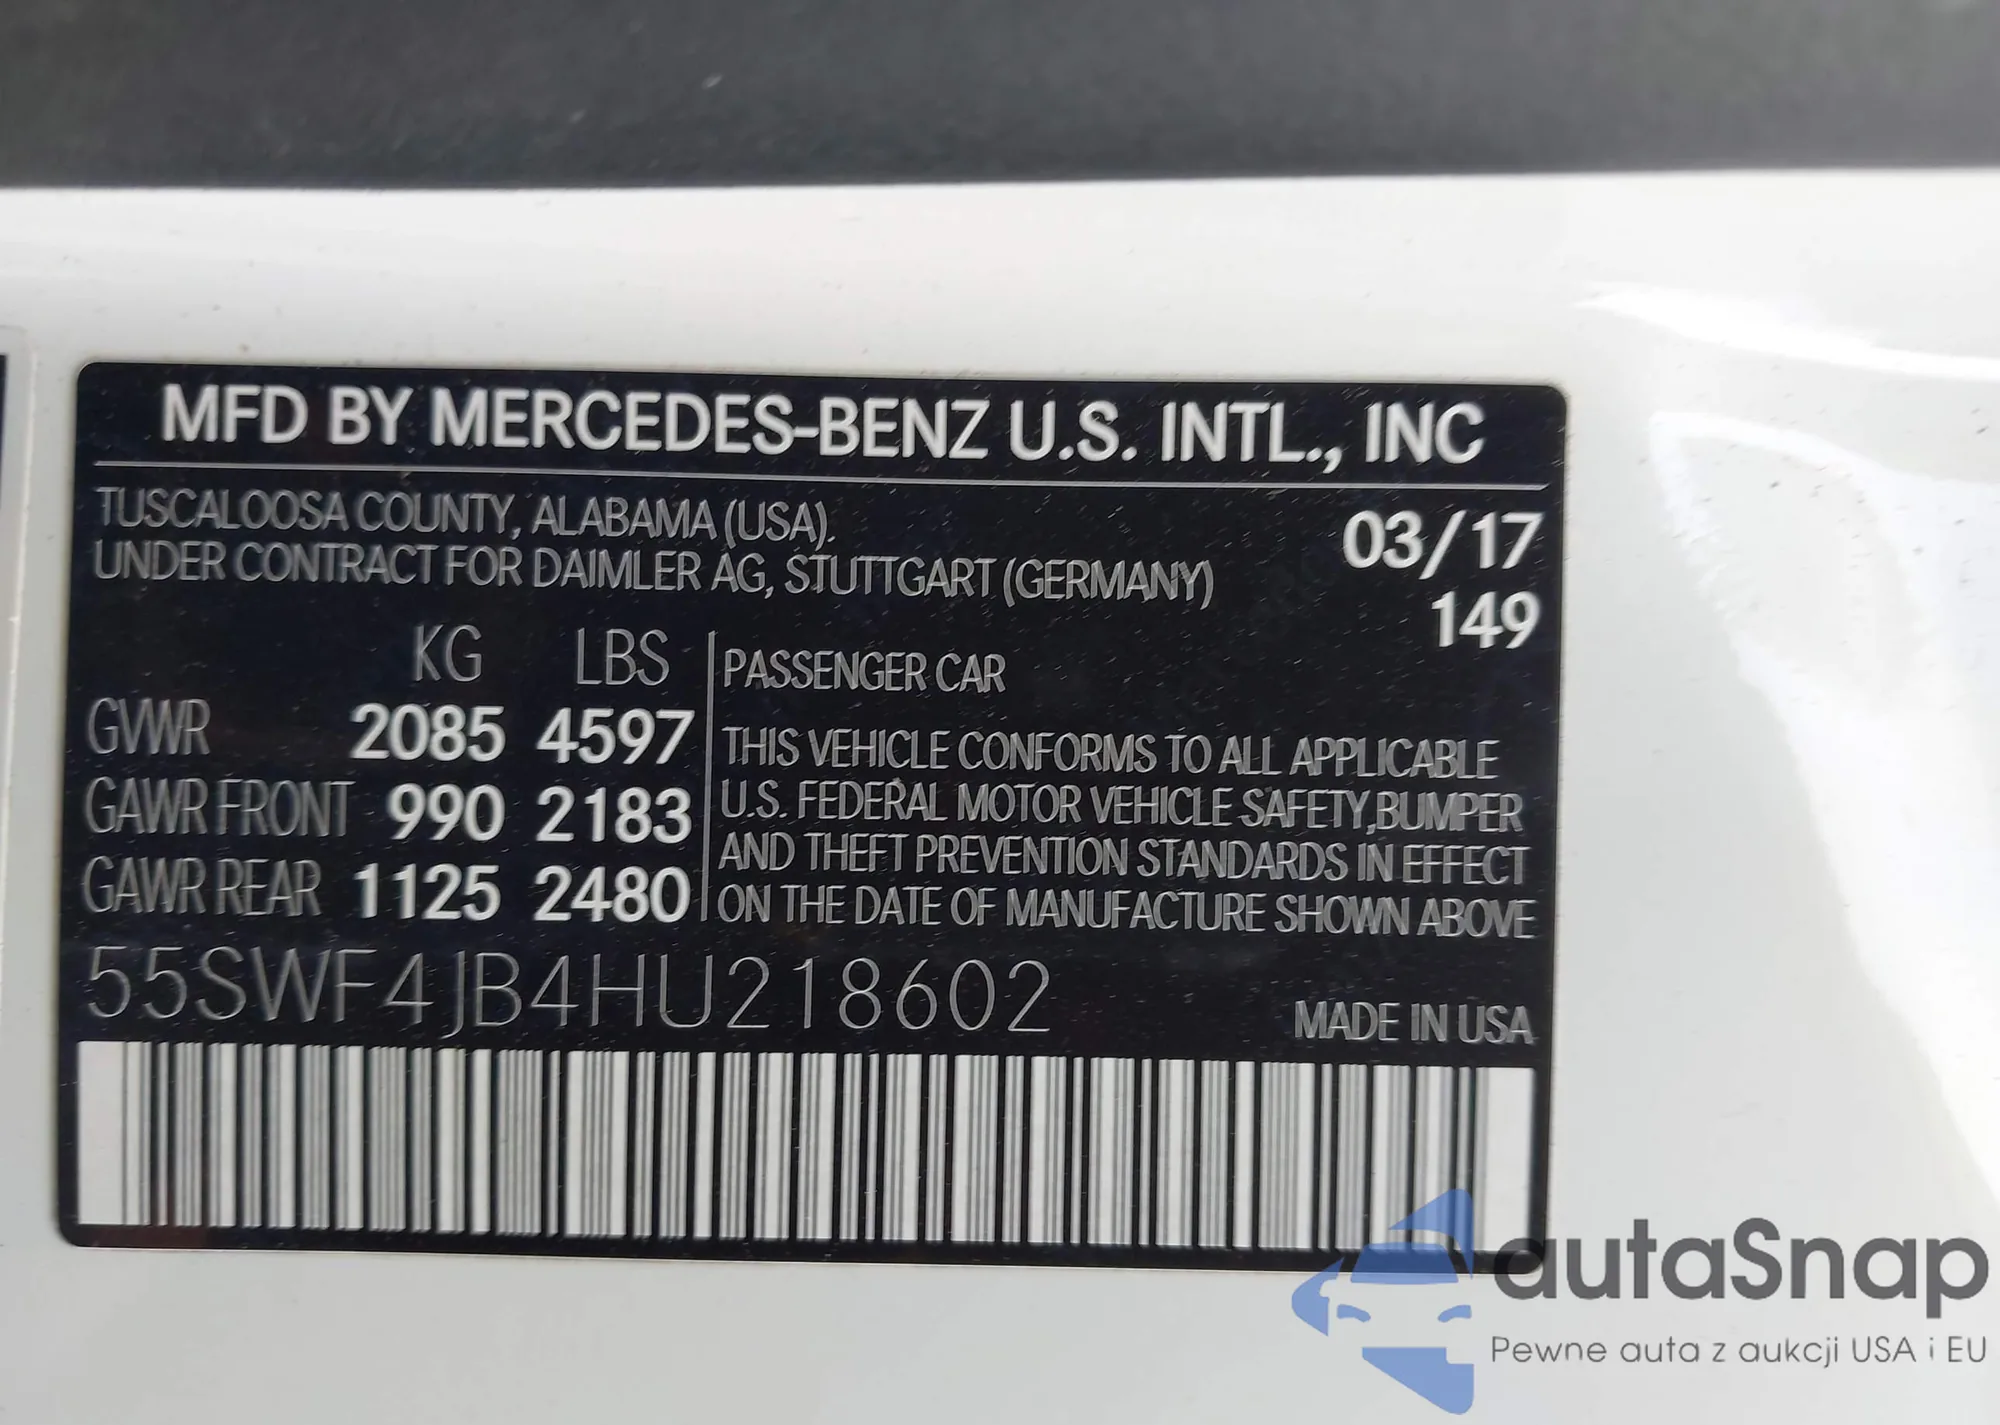 MFD BY MERCEDES-BENZ U.S. INTL., INC
TUSCALOOSA COUNTY, ALABAMA (USA).
UNDER CONTRACT FOR DAIMLER AG, STUTTGART (GERMANY)
03/17
149
KG LBS
GVWR 2085 4597
GAWR FRONT 990 2183
GAWR REAR 1125 2480
PASSENGER CAR
THIS VEHICLE CONFORMS TO ALL APPLICABLE
U.S. FEDERAL MOTOR VEHICLE SAFETY,BUMPER
AND THEFT PREVENTION STANDARDS IN EFFECT
ON THE DATE OF MANUFACTURE SHOWN ABOVE
55SWF4JB4HU218602
MADE IN USA
autaSnap
Pewne auta z aukcji USA i EU